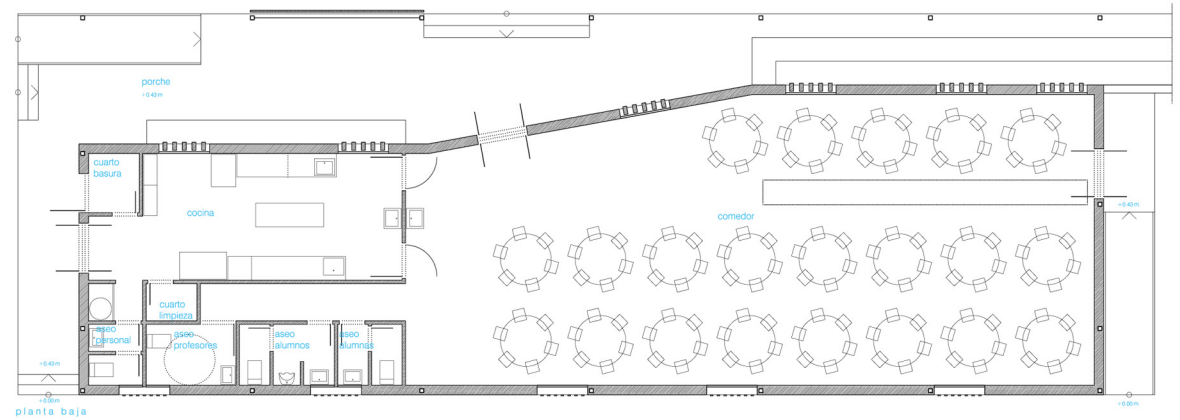 porche
+0.43 m
cuarto
basura
cocina
comedor
+0.43 m
cuarto
limpieza
aseo
personal
aseo
profesores
aseo
alumnos
aseo
alumnas
+0.43 m
+0.00 m
+0.00 m
planta baja